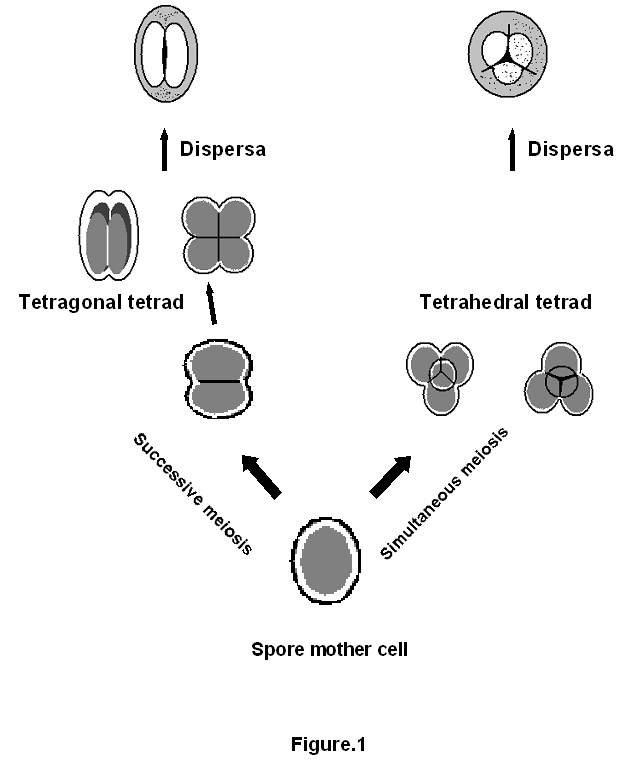 Dispersa
Dispersa
Tetragonal tetrad
Tetrahedral tetrad
Successive meiosis
Simultaneous meiosis
Spore mother cell
Figure.1